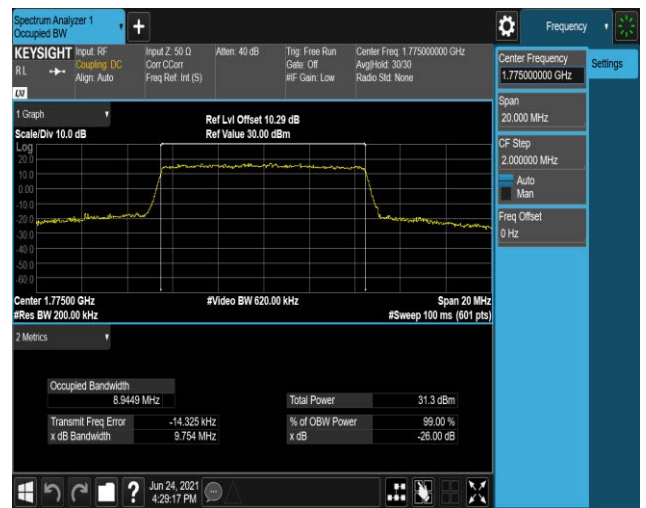 Spectrum Analyzer 1
Occupied BW
▼
+
Frequency ▼
KEYSIGHT
R L
LXI
Input: RF
Coupling: DC
Align: Auto
Input Z: 50 Ω
Corr CCorr
Freq Ref: Int (S)
Atten: 40 dB
Trig: Free Run
Gate: Off
#IF Gain: Low
Center Freq: 1.775000000 GHz
Avg|Hold: 30/30
Radio Std: None
Center Frequency
1.775000000 GHz
Settings
Span
20.000 MHz
CF Step
2.000000 MHz
Auto
Man
Freq Offset
0 Hz
1 Graph ▼
Scale/Div 10.0 dB
Ref Lvl Offset 10.29 dB
Ref Value 30.00 dBm
Log
20.0
10.0
0.00
-10.0
-20.0
-30.0
-40.0
-50.0
-60.0
Center 1.77500 GHz
#Res BW 200.00 kHz
#Video BW 620.00 kHz
Span 20 MHz
#Sweep 100 ms (601 pts)
2 Metrics ▼
Occupied Bandwidth
8.9449 MHz
Total Power 31.3 dBm
Transmit Freq Error -14.325 kHz
% of OBW Power 99.00 %
x dB Bandwidth 9.754 MHz
x dB -26.00 dB
?
Jun 24, 2021
4:29:17 PM